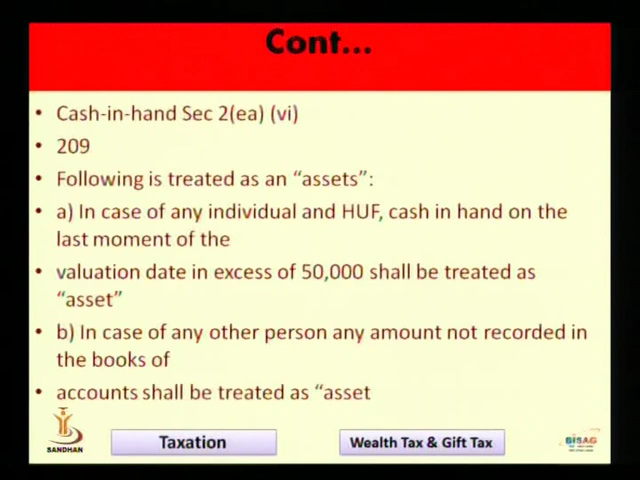 Cont...
• Cash-in-hand Sec 2(ea) (vi)
• 209
• Following is treated as an “assets”:
• a) In case of any individual and HUF, cash in hand on the
last moment of the
• valuation date in excess of 50,000 shall be treated as
“asset”
• b) In case of any other person any amount not recorded in
the books of
• accounts shall be treated as “asset
SANDHAN
Taxation
Wealth Tax & Gift Tax
BISAG